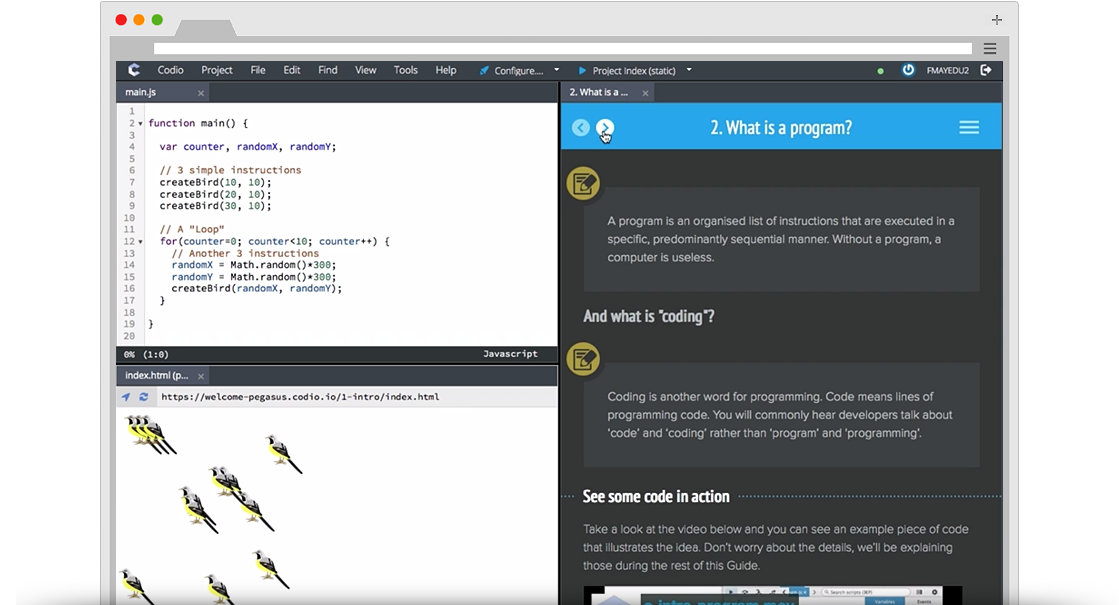 Codio Project File Edit Find View Tools Help Configure.... Project Index (static) FMAYEDU2
main.js x
1
2 function main() {
3
4 var counter, randomX, randomY;
5
6 // 3 simple instructions
7 createBird(10, 10);
8 createBird(20, 10);
9 createBird(30, 10);
10
11 // A "Loop"
12 for(counter=0; counter<10; counter++) {
13 // Another 3 instructions
14 randomX = Math.random()*300;
15 randomY = Math.random()*300;
16 createBird(randomX, randomY);
17 }
18
19 }
20
0% (1:0) Javascript
index.html (p... x
https://welcome-pegasus.codio.io/1-intro/index.html
2. What is a ... x
2. What is a program?
A program is an organised list of instructions that are executed in a
specific, predominantly sequential manner. Without a program, a
computer is useless.
And what is "coding"?
Coding is another word for programming. Code means lines of
programming code. You will commonly hear developers talk about
‘code’ and ‘coding’ rather than ‘program’ and ‘programming’.
See some code in action
Take a look at the video below and you can see an example piece of code
that illustrates the idea. Don’t worry about the details, we’ll be explaining
those during the rest of this Guide.
Search scripts (⌘P)
Variables Events